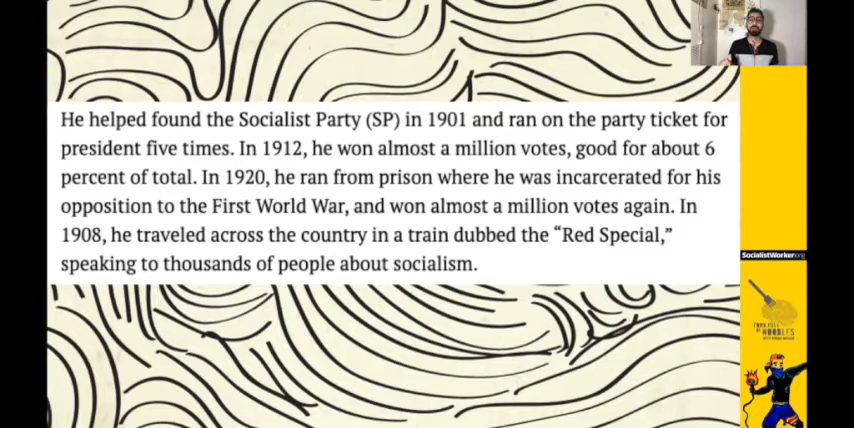 He helped found the Socialist Party (SP) in 1901 and ran on the party ticket for
president five times. In 1912, he won almost a million votes, good for about 6
percent of total. In 1920, he ran from prison where he was incarcerated for his
opposition to the First World War, and won almost a million votes again. In
1908, he traveled across the country in a train dubbed the “Red Special,”
speaking to thousands of people about socialism.
SocialistWorker.org
FORK FULL
OF NOODLES